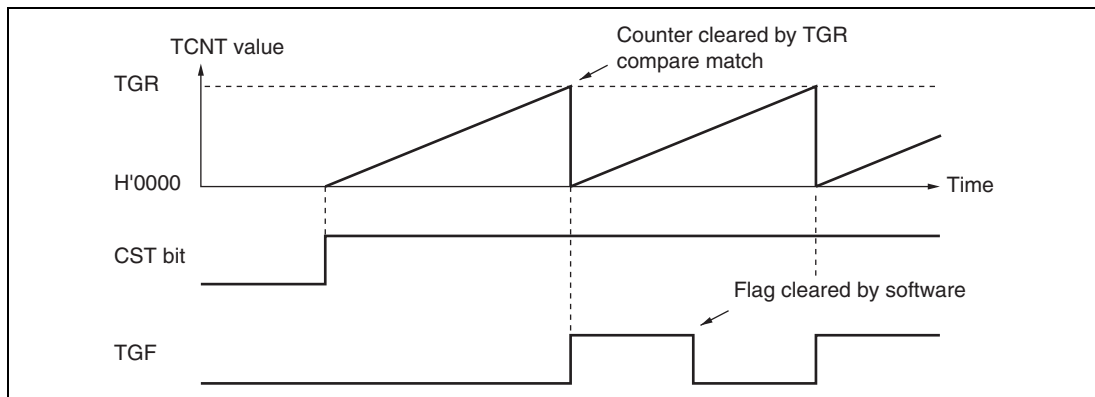 Counter cleared by TGR
compare match
TCNT value
TGR
H'0000
Time
CST bit
Flag cleared by software
TGF